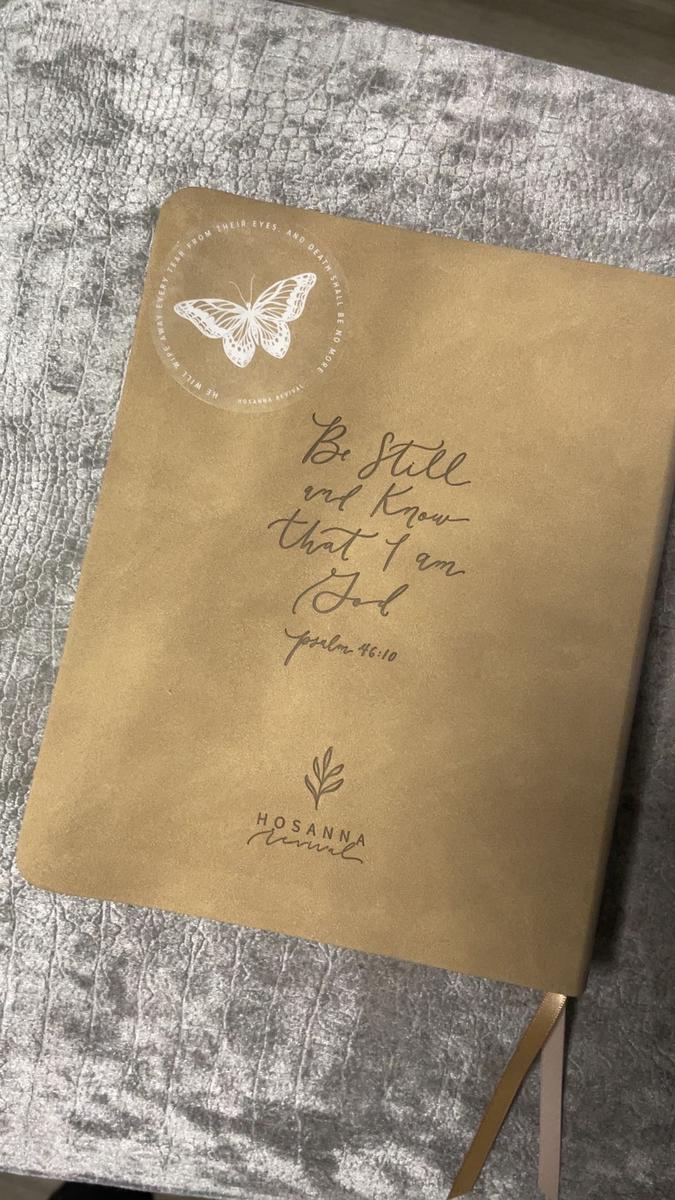 HE WILL WIPE AWAY EVERY TEAR FROM THEIR EYES, AND DEATH SHALL BE NO MORE
HOSANNA REVIVAL
Be Still
and Know
that I am
God
psalm 46:10
HOSANNA
revival